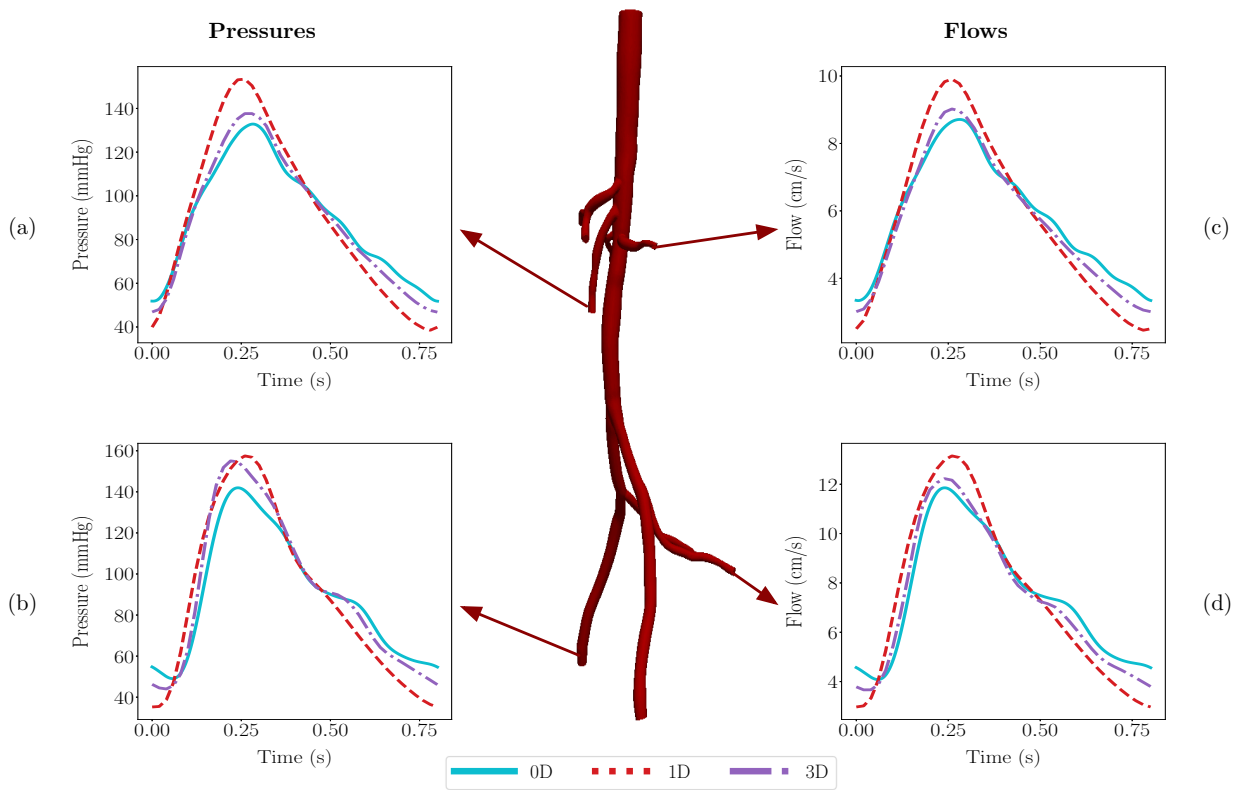 Pressures
Flows
(a)
Pressure (mmHg)
140
120
100
80
60
40
0.00 0.25 0.50 0.75
Time (s)
(c)
Flow (cm/s)
10
8
6
4
0.00 0.25 0.50 0.75
Time (s)
(b)
Pressure (mmHg)
160
140
120
100
80
60
40
0.00 0.25 0.50 0.75
Time (s)
(d)
Flow (cm/s)
12
10
8
6
4
0.00 0.25 0.50 0.75
Time (s)
0D 1D 3D